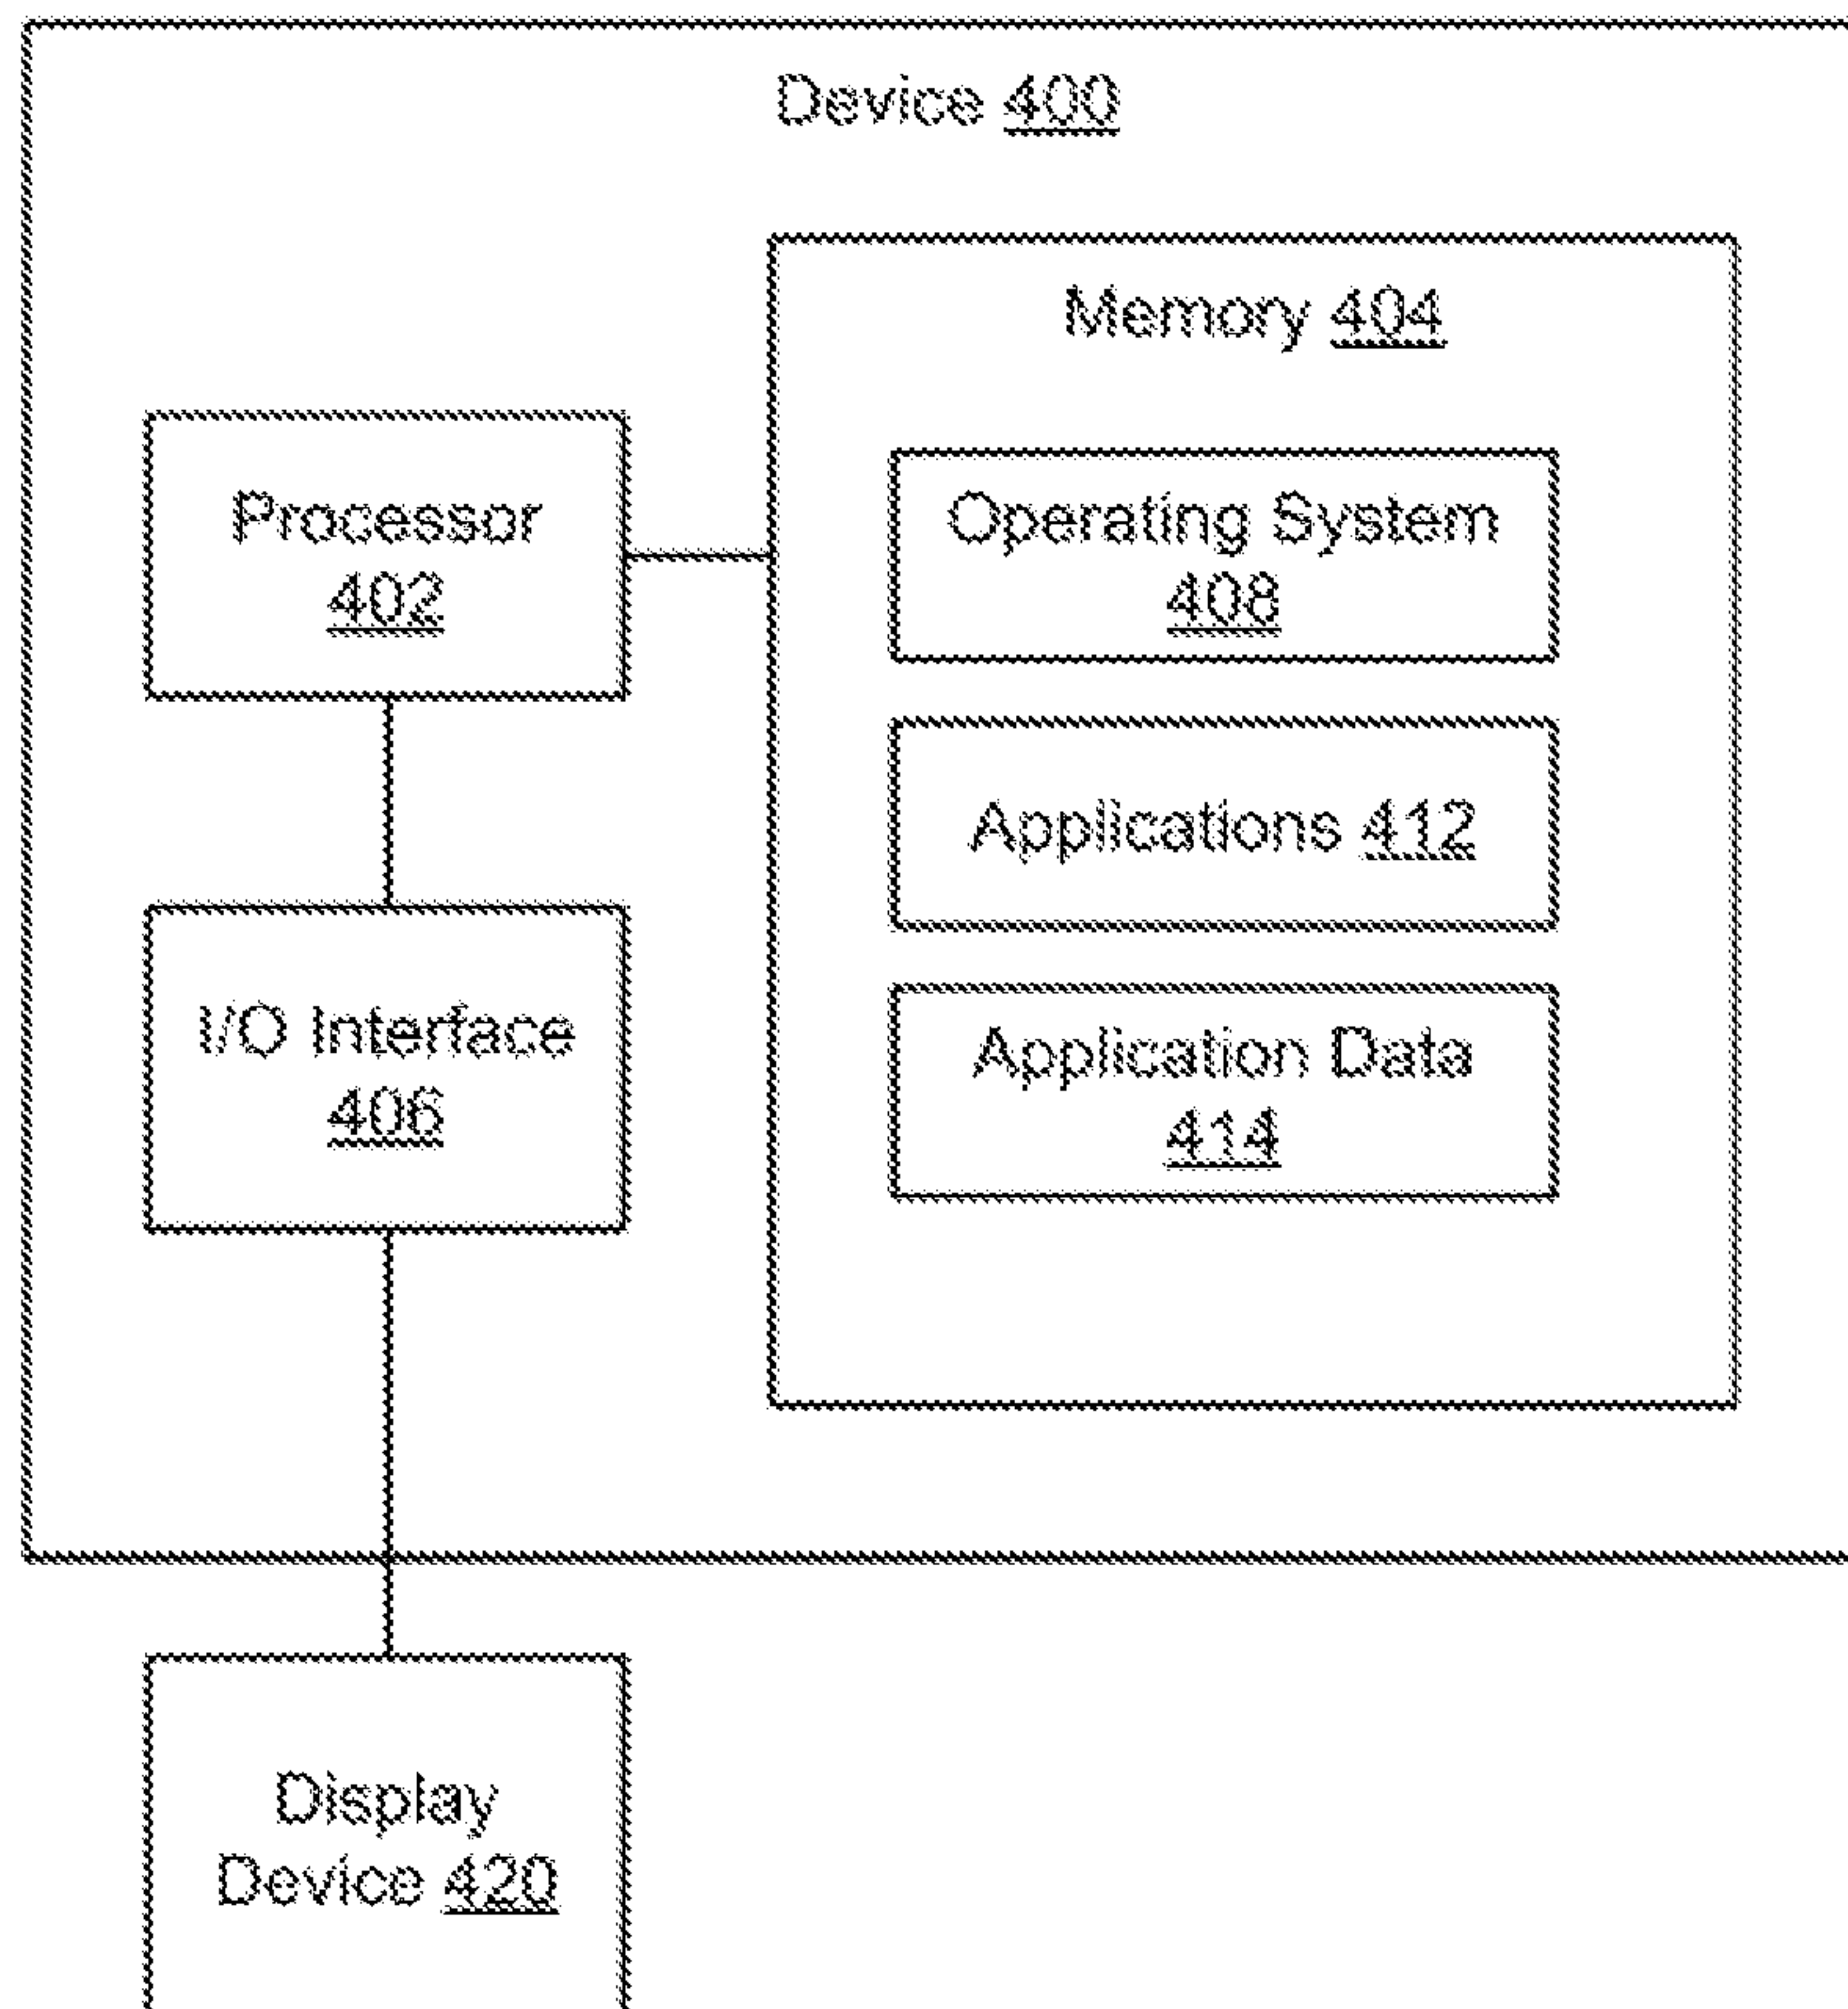 Device 400
Memory 404
Processor
402
Operating System
408
Applications 412
I/O Interface
406
Application Data
414
Display
Device 420